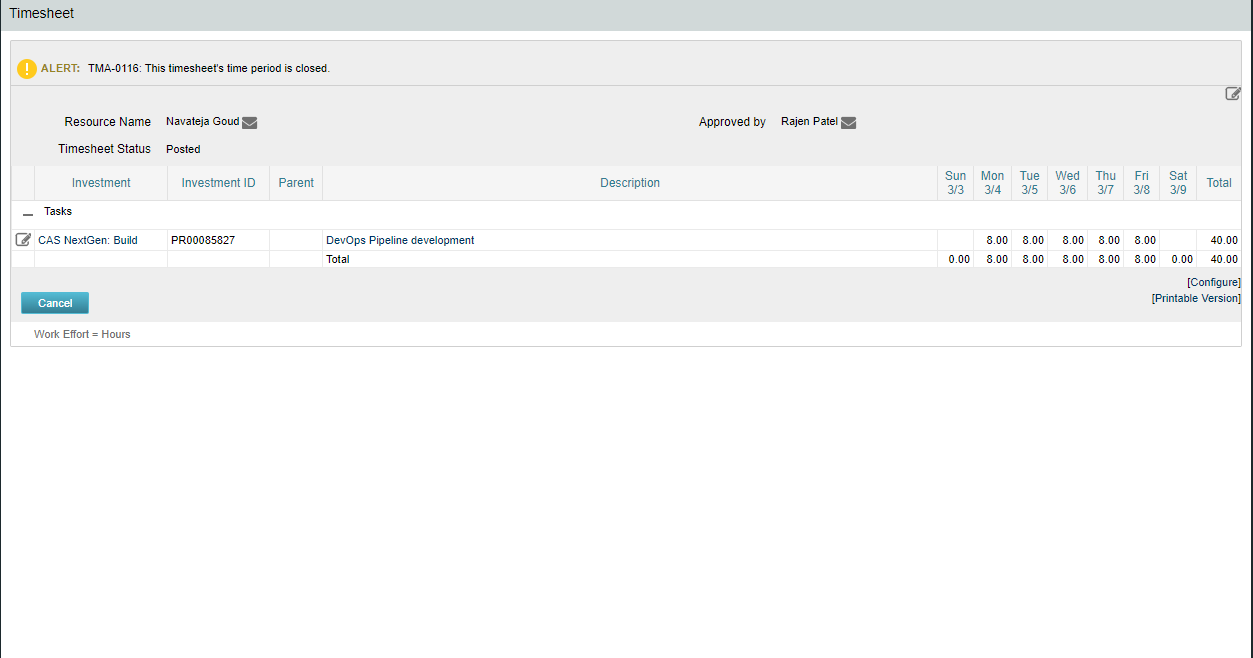 Timesheet
ALERT: TMA-0116: This timesheet's time period is closed.
Resource Name Navateja Goud Approved by Rajen Patel
Timesheet Status Posted
Investment Investment ID Parent Description Sun 3/3 Mon 3/4 Tue 3/5 Wed 3/6 Thu 3/7 Fri 3/8 Sat 3/9 Total
Tasks
CAS NextGen: Build PR00085827 DevOps Pipeline development 8.00 8.00 8.00 8.00 8.00 40.00
Total 0.00 8.00 8.00 8.00 8.00 8.00 0.00 40.00
[Configure]
Cancel [Printable Version]
Work Effort = Hours